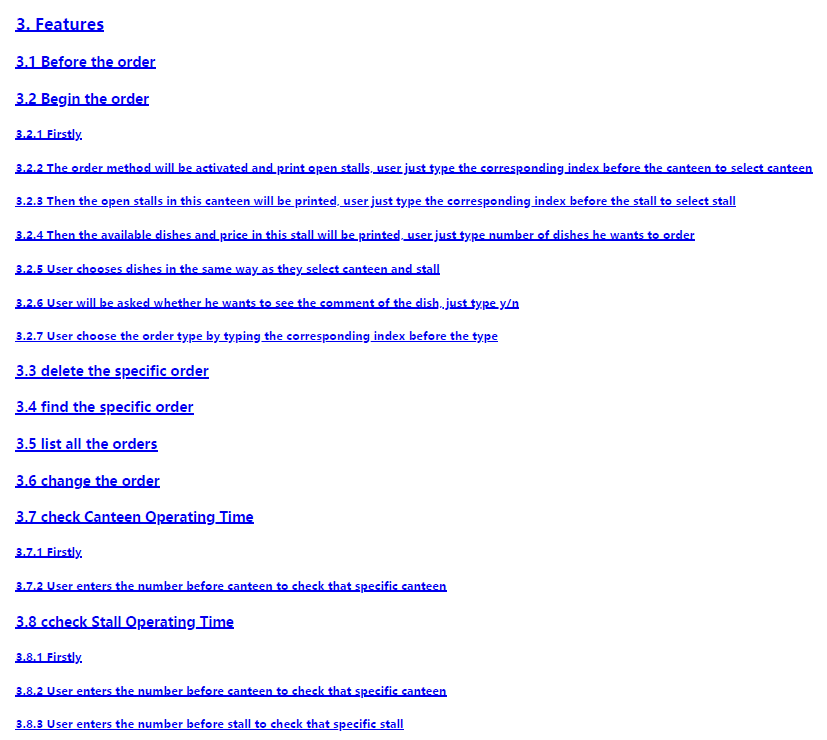 3. Features
3.1 Before the order
3.2 Begin the order
3.2.1 Firstly
3.2.2 The order method will be activated and print open stalls, user just type the corresponding index before the canteen to select canteen
3.2.3 Then the open stalls in this canteen will be printed, user just type the corresponding index before the stall to select stall
3.2.4 Then the available dishes and price in this stall will be printed, user just type number of dishes he wants to order
3.2.5 User chooses dishes in the same way as they select canteen and stall
3.2.6 User will be asked whether he wants to see the comment of the dish, just type y/n
3.2.7 User choose the order type by typing the corresponding index before the type
3.3 delete the specific order
3.4 find the specific order
3.5 list all the orders
3.6 change the order
3.7 check Canteen Operating Time
3.7.1 Firstly
3.7.2 User enters the number before canteen to check that specific canteen
3.8 ccheck Stall Operating Time
3.8.1 Firstly
3.8.2 User enters the number before canteen to check that specific canteen
3.8.3 User enters the number before stall to check that specific stall